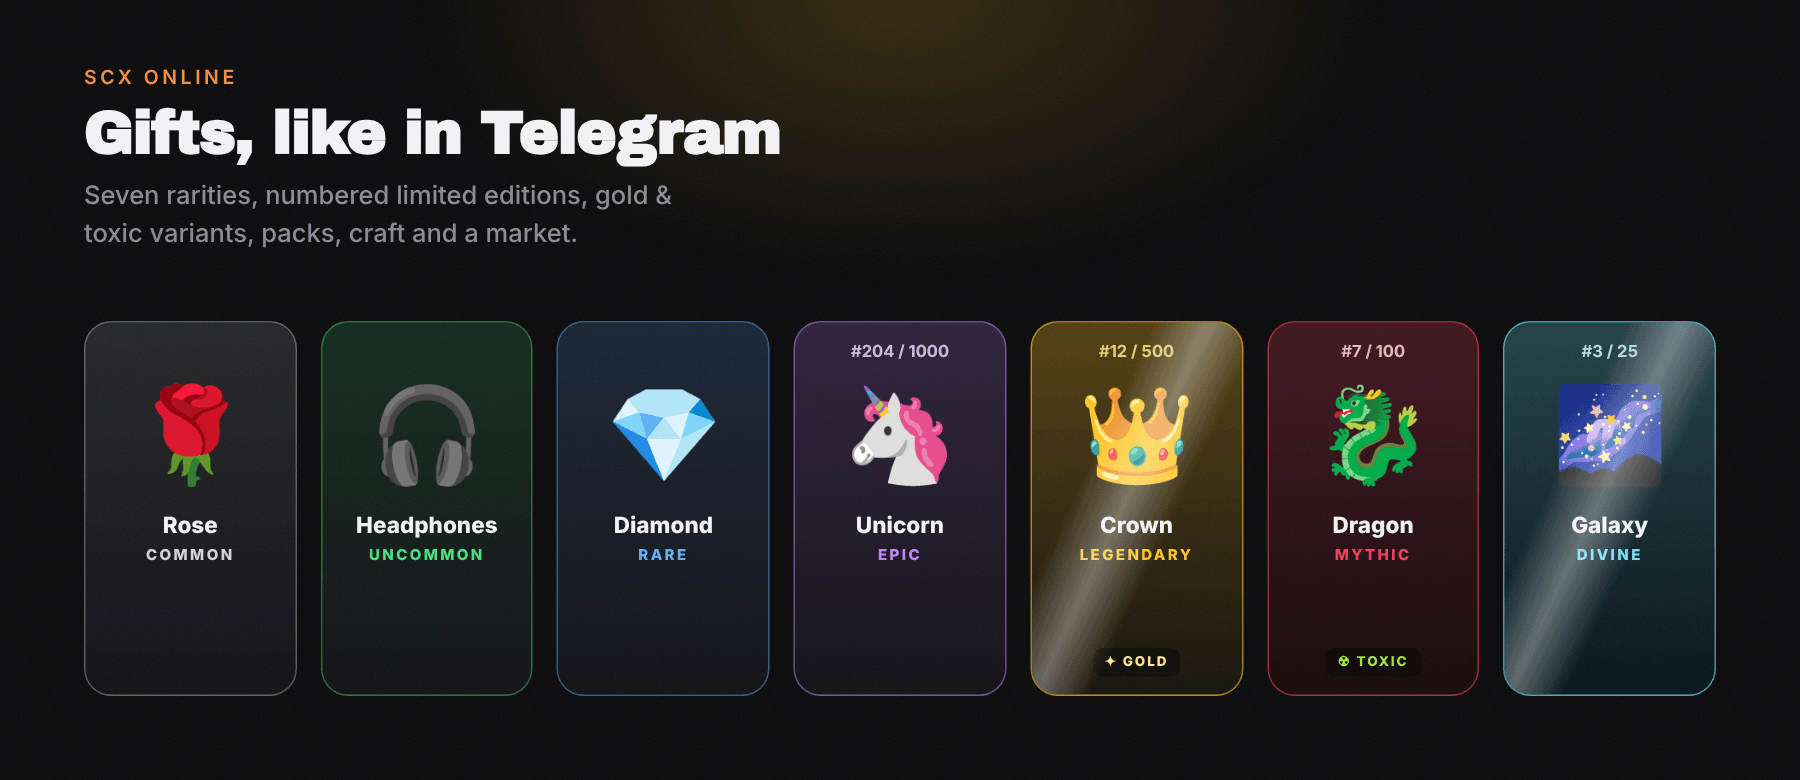 SCX ONLINE
Gifts, like in Telegram
Seven rarities, numbered limited editions, gold &
toxic variants, packs, craft and a market.
Rose
COMMON
Headphones
UNCOMMON
Diamond
RARE
#204 / 1000
Unicorn
EPIC
#12 / 500
Crown
LEGENDARY
✦ GOLD
#7 / 100
Dragon
MYTHIC
☢ TOXIC
#3 / 25
Galaxy
DIVINE